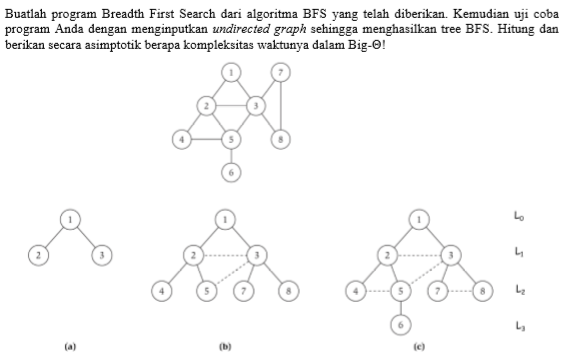 Buatlah program Breadth First Search dari algoritma BFS yang telah diberikan. Kemudian uji coba
program Anda dengan menginputkan undirected graph sehingga menghasilkan tree BFS. Hitung dan
berikan secara asimptotik berapa kompleksitas waktunya dalam Big-Θ!
1 7
2 3
4 5 8
6
1 1 1 L₀
2 3 2 3 2 3 L₁
4 5 7 8 4 5 7 8 L₂
6 L₃
(a) (b) (c)